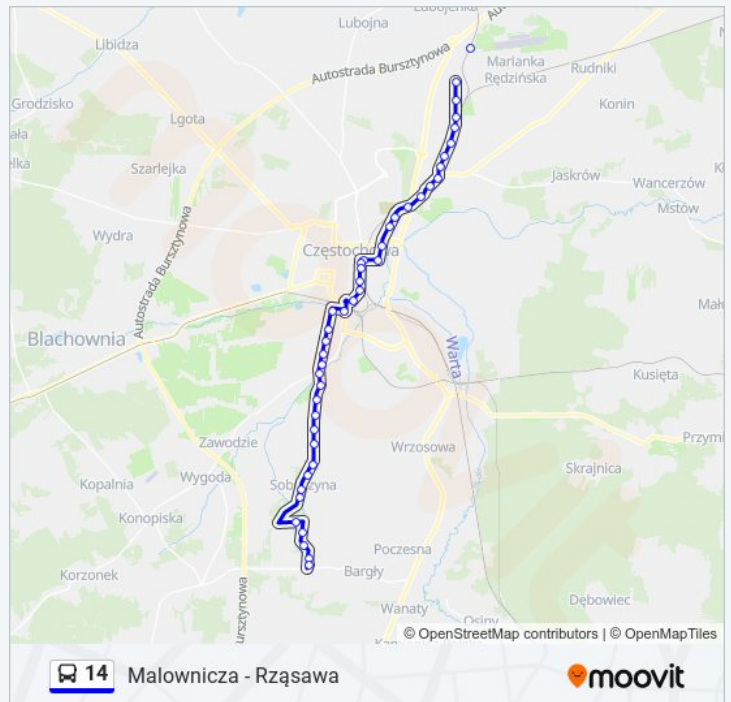 Lubojenka
Lubojna
Libidza
Autostrada Bursztynowa
Marianka
Rędzińska
Rudniki
Grodzisko
Konin
Lgota
Szarlejka
Jaskrów
Wancerzów
Mstów
Wydra
Autostrada Bursztynowa
Częstochowa
Blachownia
Warta
Kusięta
Zawodzie
Wrzosowa
Wygoda
Skrajnica
Kopalnia
Konopiska
Poczesna
Korzonek
Bargły
Dębowiec
Wanaty
Osiny
© OpenStreetMap contributors | © OpenMapTiles
14 Malownicza - Rząsawa
moovit